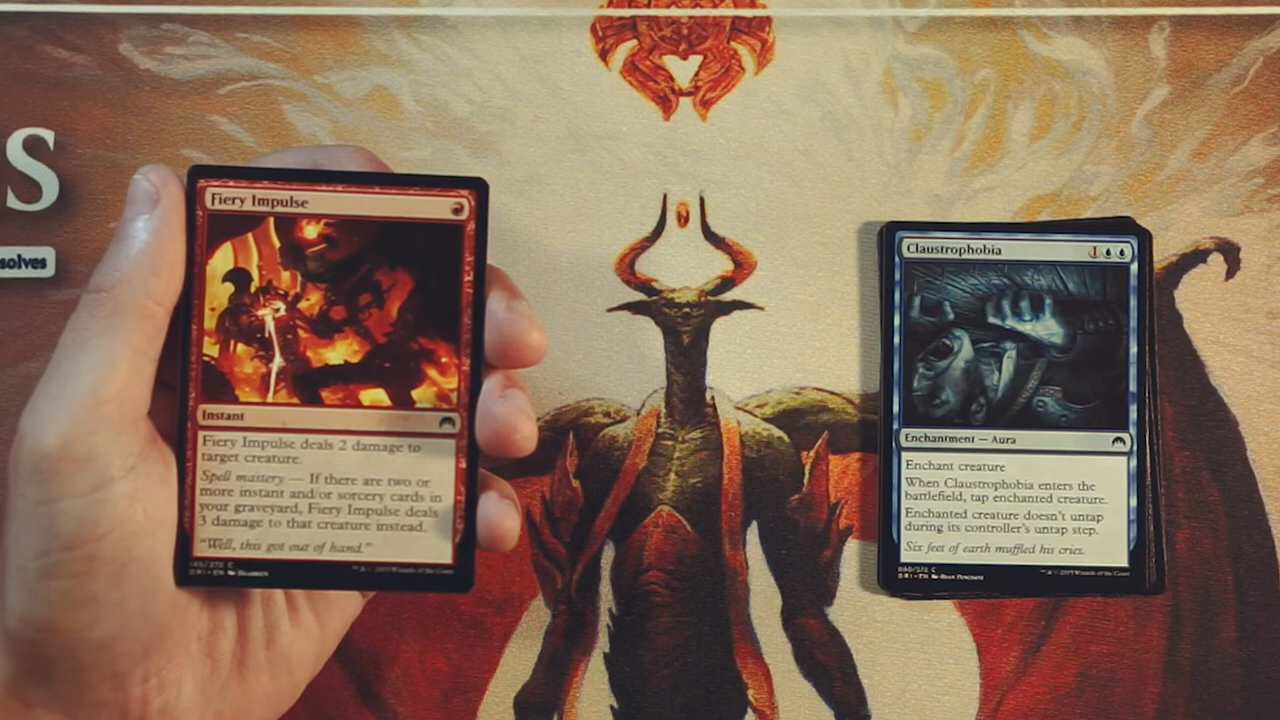 S
solves
Fiery Impulse
Instant
Fiery Impulse deals 2 damage to
target creature.
Spell mastery — If there are two or
more instant and/or sorcery cards in
your graveyard, Fiery Impulse deals
3 damage to that creature instead.
"Well, this got out of hand."
Claustrophobia
1
Enchantment — Aura
Enchant creature
When Claustrophobia enters the
battlefield, tap enchanted creature.
Enchanted creature doesn't untap
during its controller's untap step.
Six feet of earth muffled his cries.